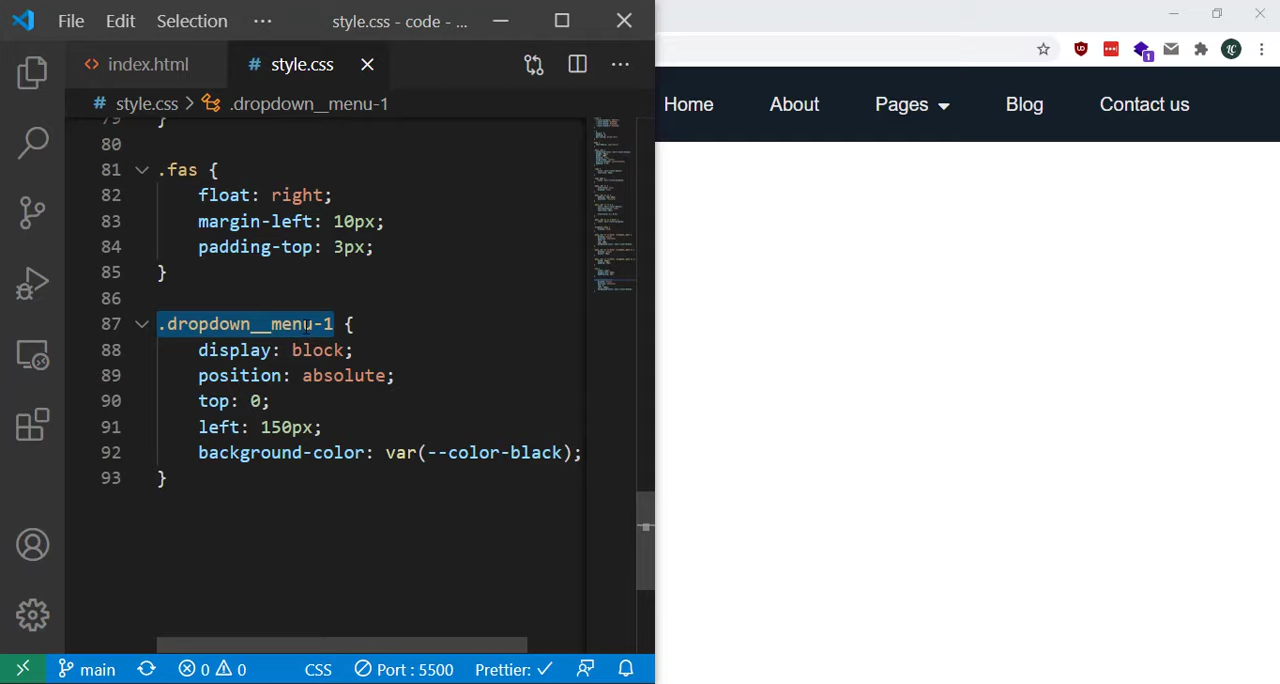 File Edit Selection ··· style.css - code - ...
index.html style.css
style.css > .dropdown__menu-1
79 }
80
81 .fas {
82 float: right;
83 margin-left: 10px;
84 padding-top: 3px;
85 }
86
87 .dropdown__menu-1 {
88 display: block;
89 position: absolute;
90 top: 0;
91 left: 150px;
92 background-color: var(--color-black);
93 }
main 0 0 CSS Port : 5500 Prettier:
1
LC
Home About Pages Blog Contact us